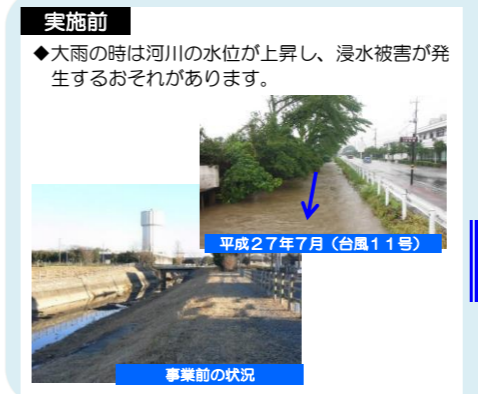 実施前
◆大雨の時は河川の水位が上昇し、浸水被害が発
生するおそれがあります。
平成27年7月（台風11号）
事業前の状況